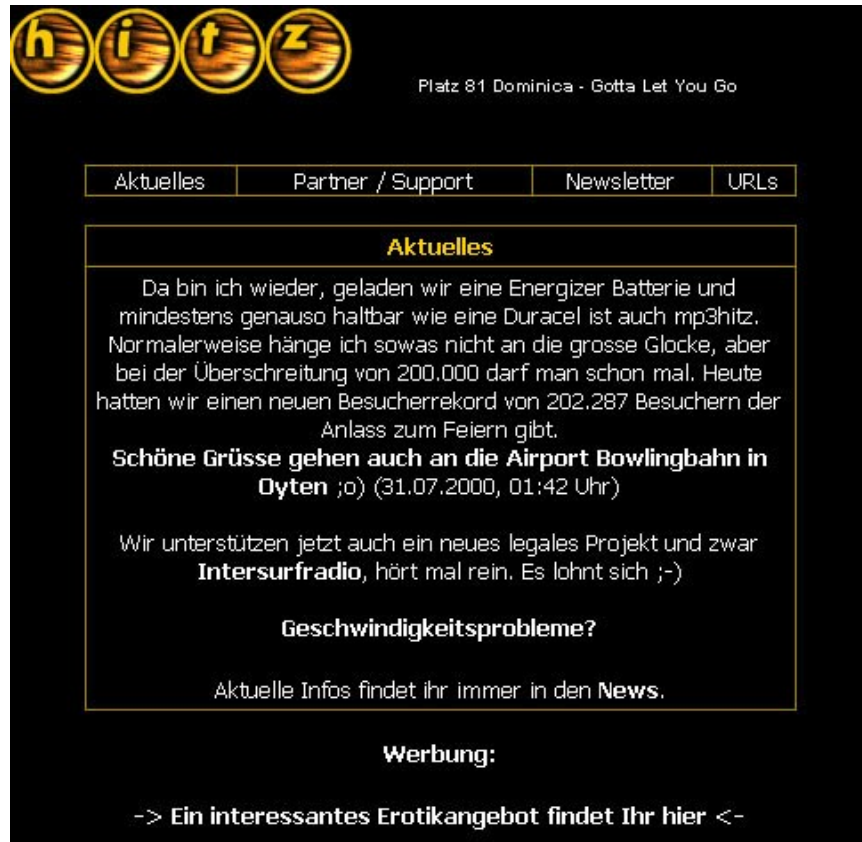 hitz
Platz 81 Dominica - Gotta Let You Go
Aktuelles Partner / Support Newsletter URLs
Aktuelles
Da bin ich wieder, geladen wir eine Energizer Batterie und
mindestens genauso haltbar wie eine Duracel ist auch mp3hitz.
Normalerweise hänge ich sowas nicht an die grosse Glocke, aber
bei der Überschreitung von 200.000 darf man schon mal. Heute
hatten wir einen neuen Besucherrekord von 202.287 Besuchern der
Anlass zum Feiern gibt.
Schöne Grüsse gehen auch an die Airport Bowlingbahn in
Oyten ;o) (31.07.2000, 01:42 Uhr)
Wir unterstützen jetzt auch ein neues legales Projekt und zwar
Intersurfradio, hört mal rein. Es lohnt sich ;-)
Geschwindigkeitsprobleme?
Aktuelle Infos findet ihr immer in den News.
Werbung:
-> Ein interessantes Erotikangebot findet Ihr hier <-